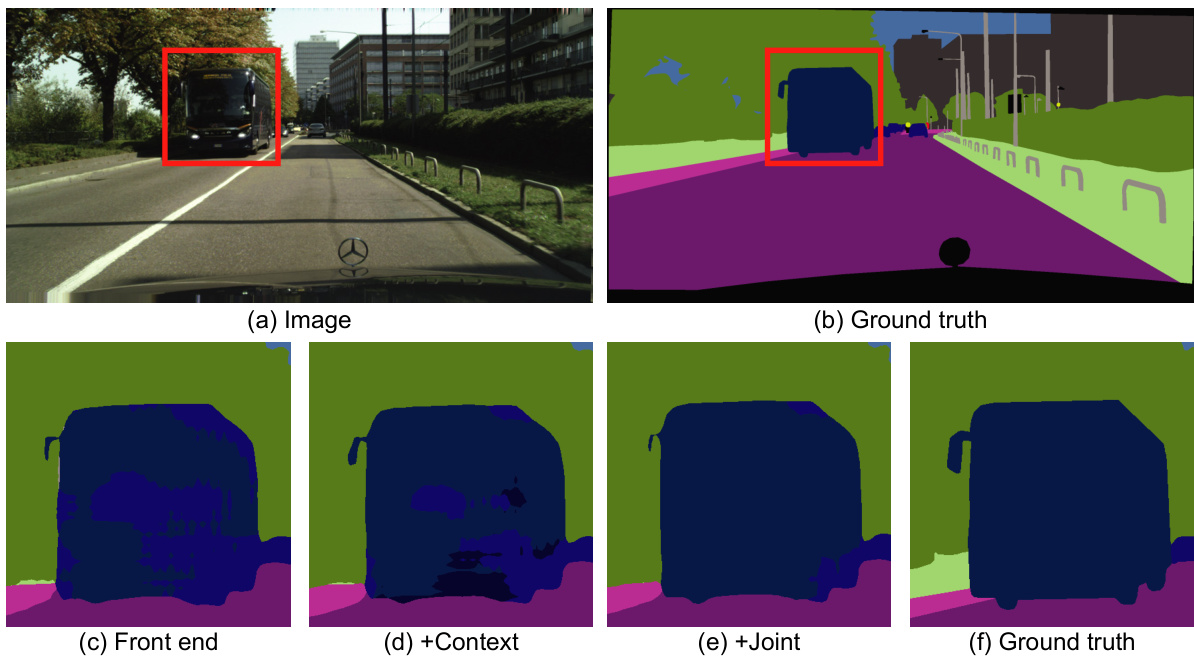 (a) Image
(b) Ground truth
(c) Front end
(d) +Context
(e) +Joint
(f) Ground truth